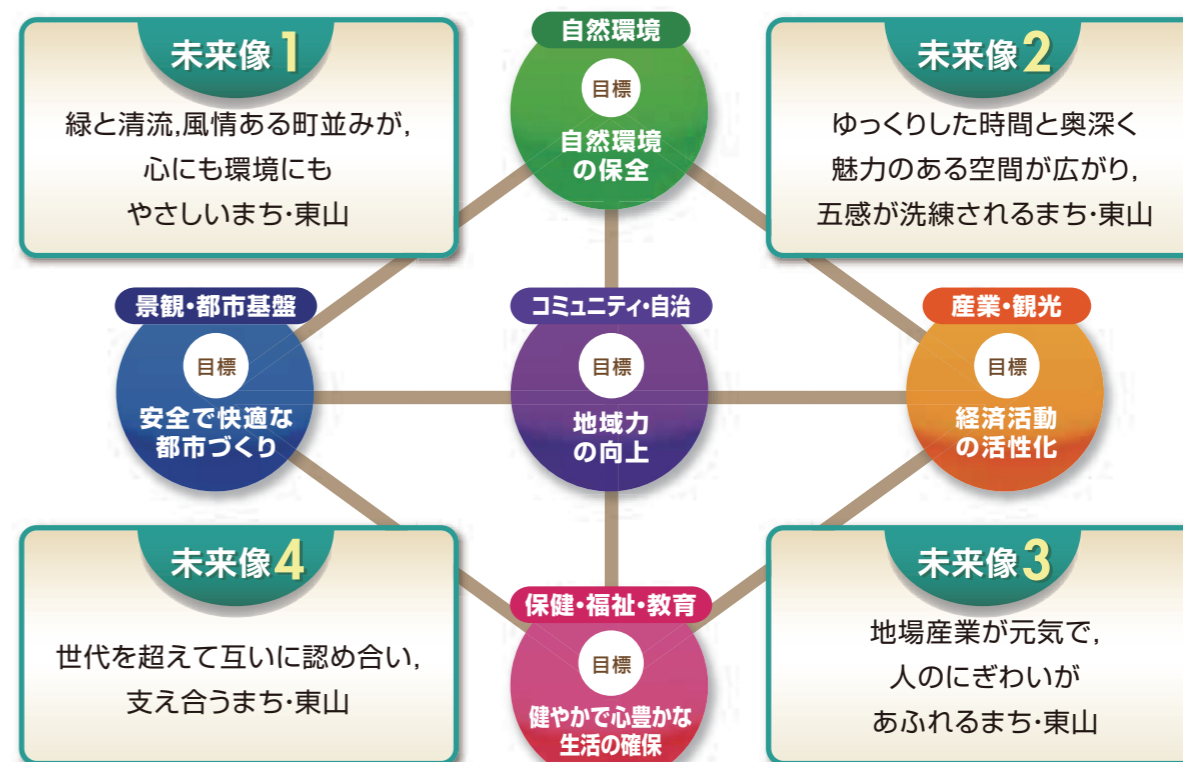 自然環境
目標
自然環境
の保全
未来像1
緑と清流,風情ある町並みが,
心にも環境にも
やさしいまち・東山
未来像2
ゆっくりした時間と奥深く
魅力のある空間が広がり,
五感が洗練されるまち・東山
景観・都市基盤
目標
安全で快適な
都市づくり
コミュニティ・自治
目標
地域力
の向上
産業・観光
目標
経済活動
の活性化
未来像4
世代を超えて互いに認め合い,
支え合うまち・東山
保健・福祉・教育
目標
健やかで心豊かな
生活の確保
未来像3
地場産業が元気で,
人のにぎわいが
あふれるまち・東山